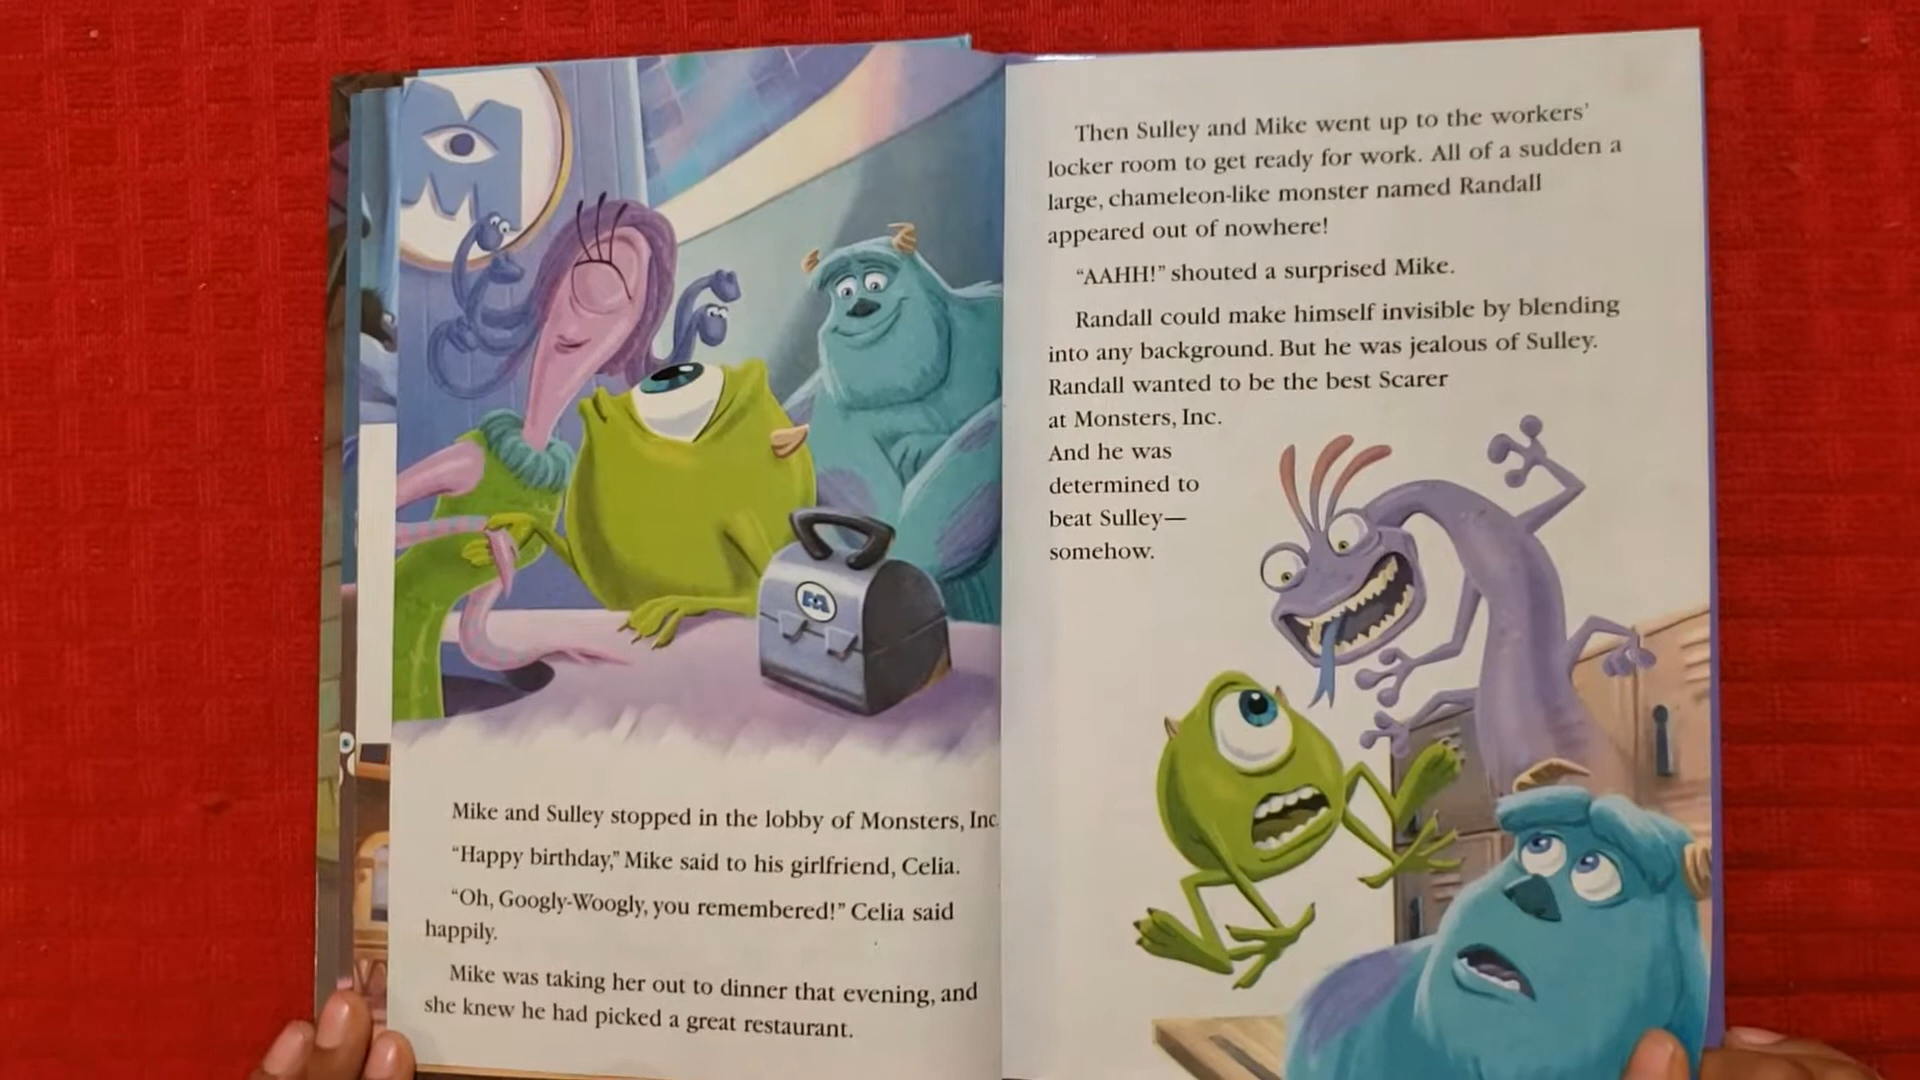 Mike and Sulley stopped in the lobby of Monsters, Inc.
“Happy birthday,” Mike said to his girlfriend, Celia.
“Oh, Googly-Woogly, you remembered!” Celia said
happily.
Mike was taking her out to dinner that evening, and
she knew he had picked a great restaurant.
Then Sulley and Mike went up to the workers’
locker room to get ready for work. All of a sudden a
large, chameleon-like monster named Randall
appeared out of nowhere!
“AAHH!” shouted a surprised Mike.
Randall could make himself invisible by blending
into any background. But he was jealous of Sulley.
Randall wanted to be the best Scarer
at Monsters, Inc.
And he was
determined to
beat Sulley—
somehow.